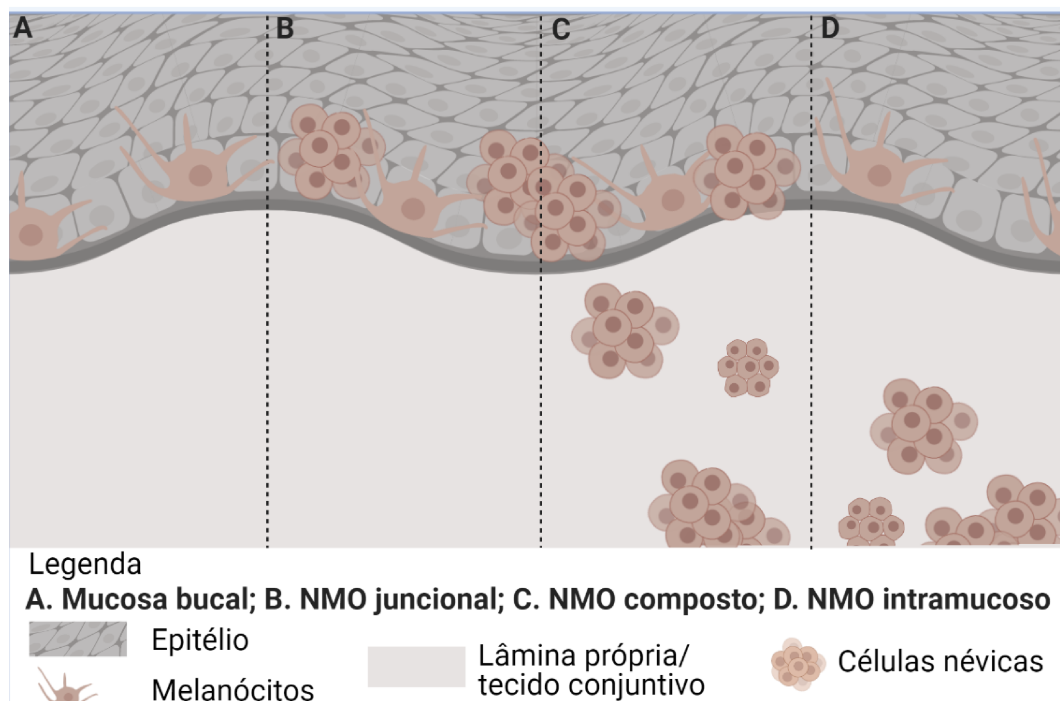 A
B
C
D
Legenda
A. Mucosa bucal; B. NMO juncional; C. NMO composto; D. NMO intramucoso
Epitélio
Melanócitos
Lâmina própria/
tecido conjuntivo
Células névicas